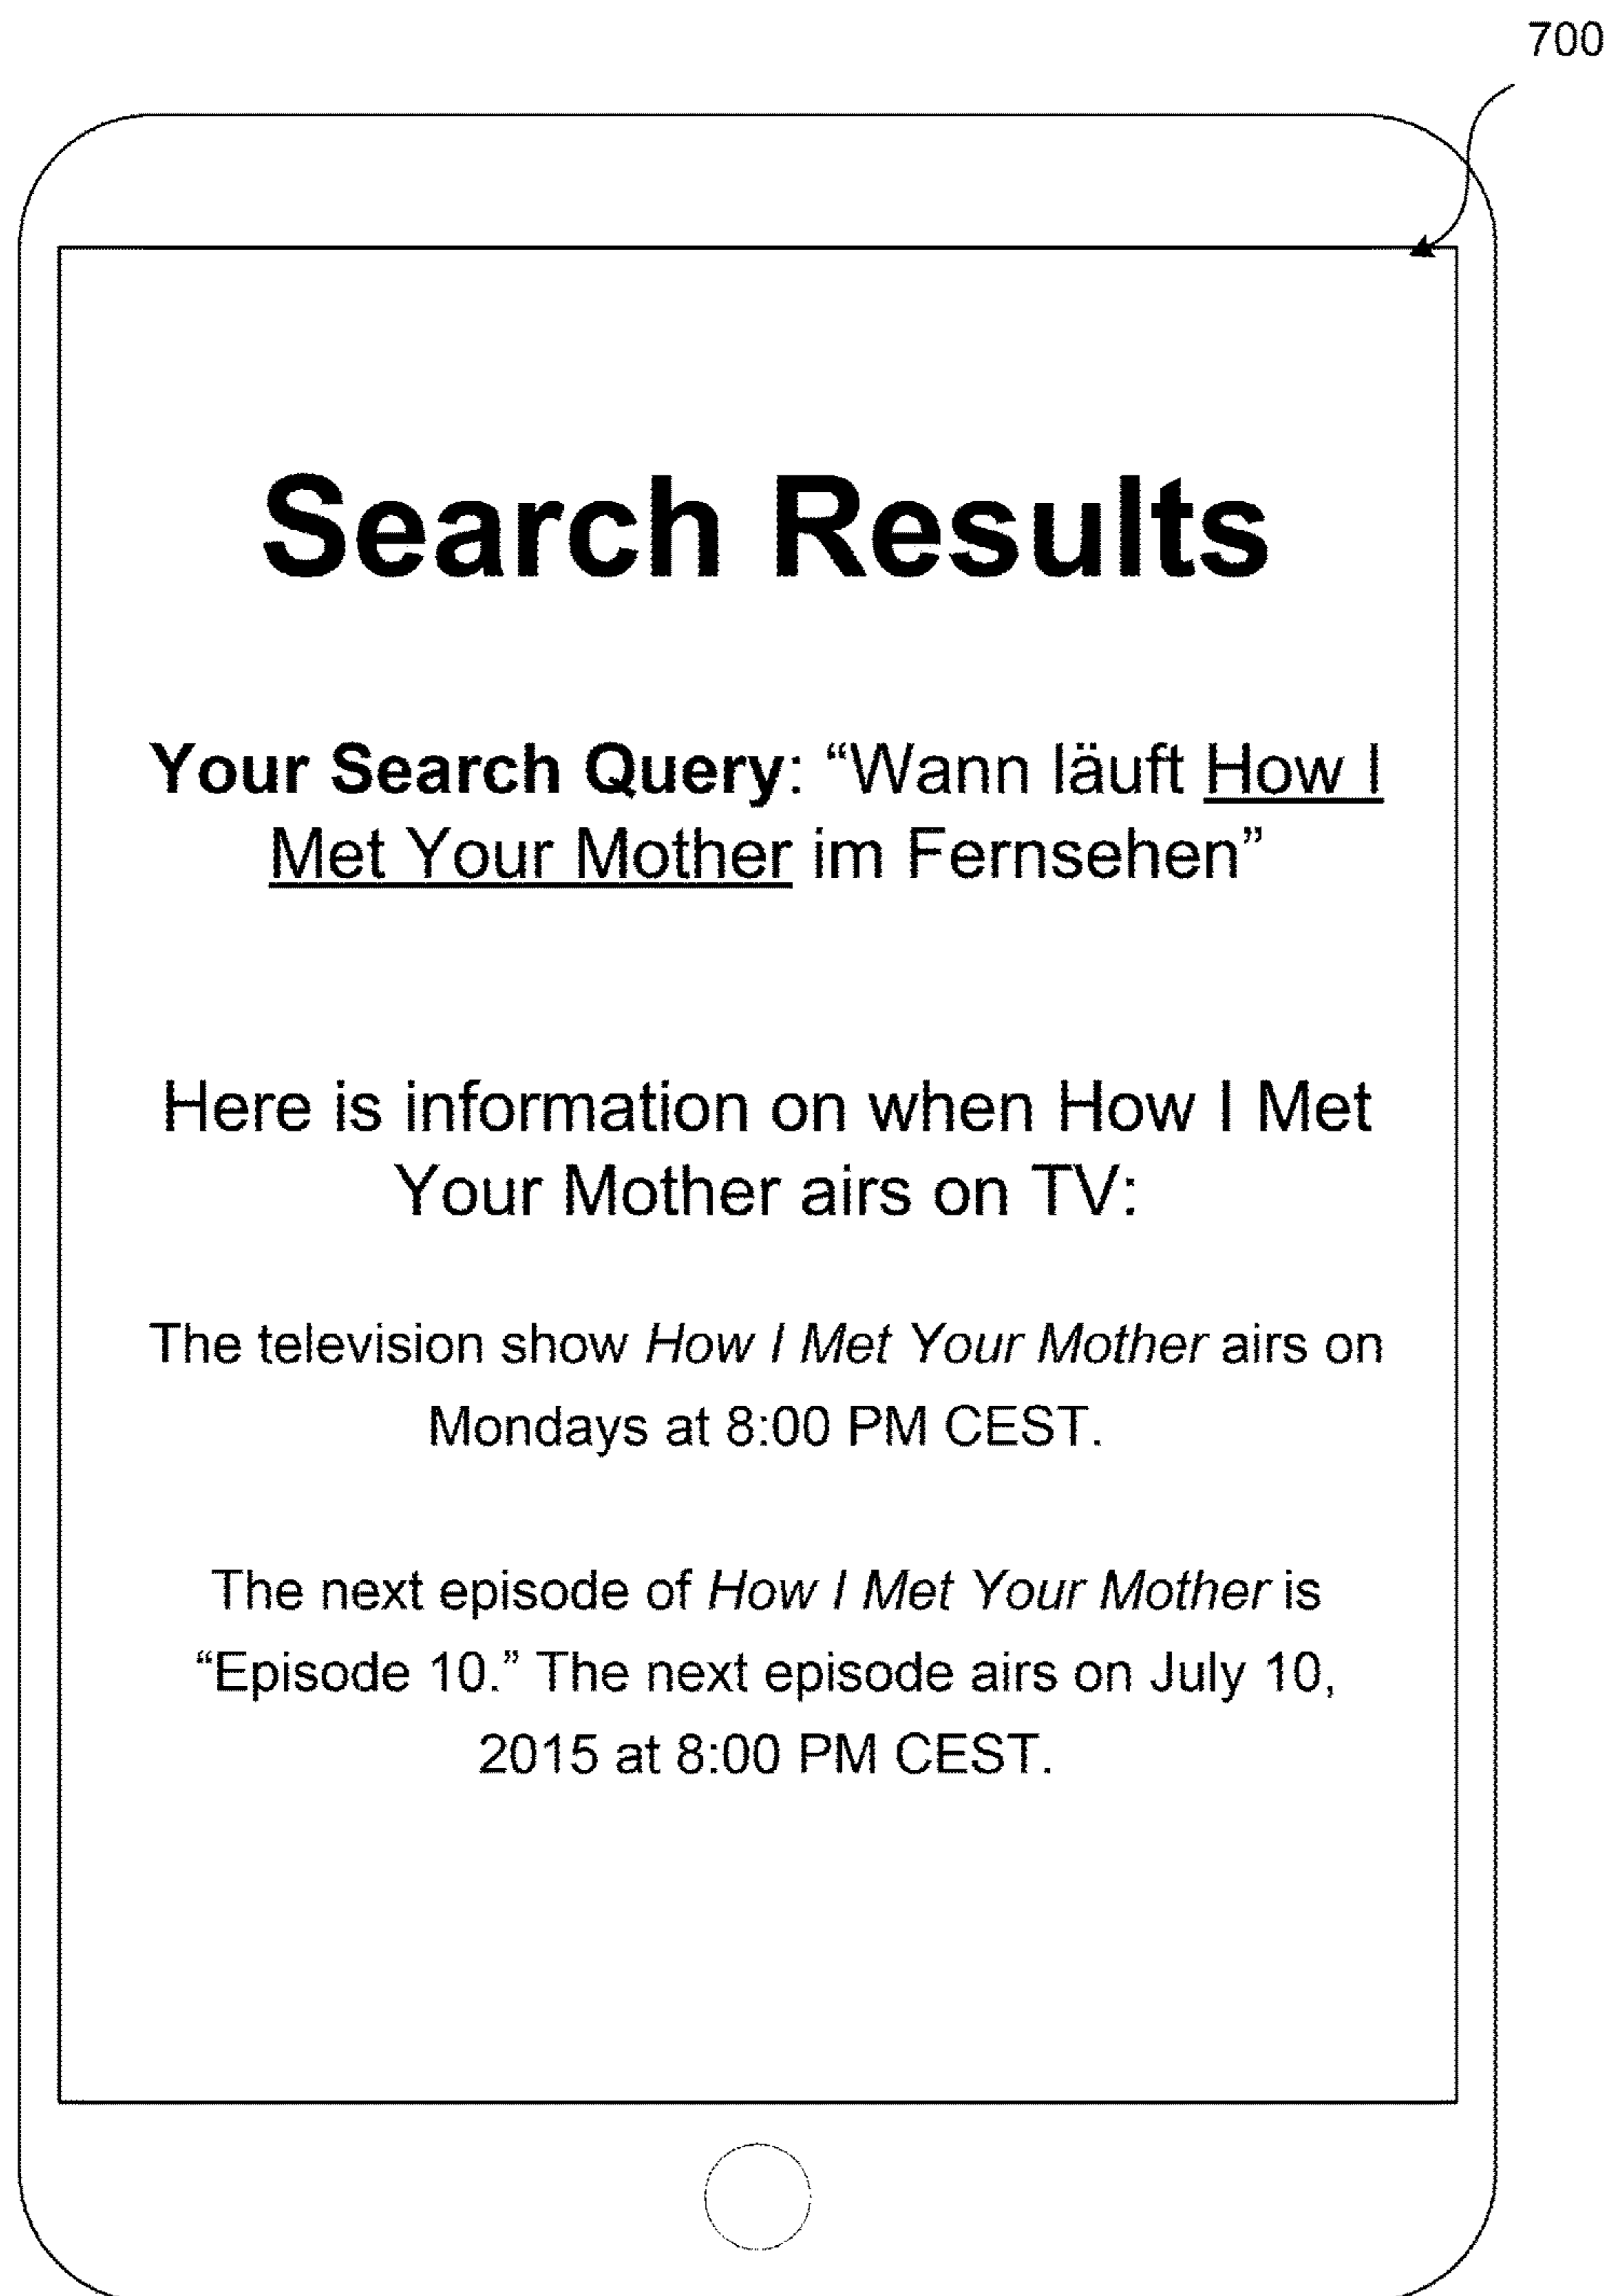 700
Search Results
Your Search Query: “Wann läuft How I
Met Your Mother im Fernsehen”
Here is information on when How I Met
Your Mother airs on TV:
The television show How I Met Your Mother airs on
Mondays at 8:00 PM CEST.
The next episode of How I Met Your Mother is
“Episode 10.” The next episode airs on July 10,
2015 at 8:00 PM CEST.